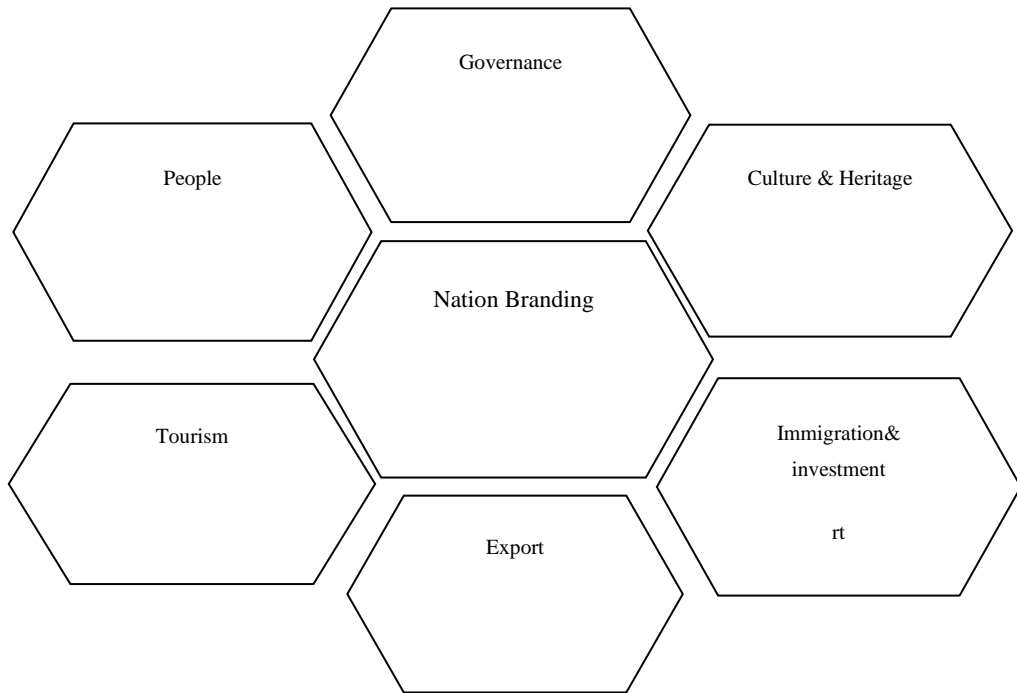 Governance
People
Culture & Heritage
Nation Branding
Tourism
Immigration&
investment
rt
Export